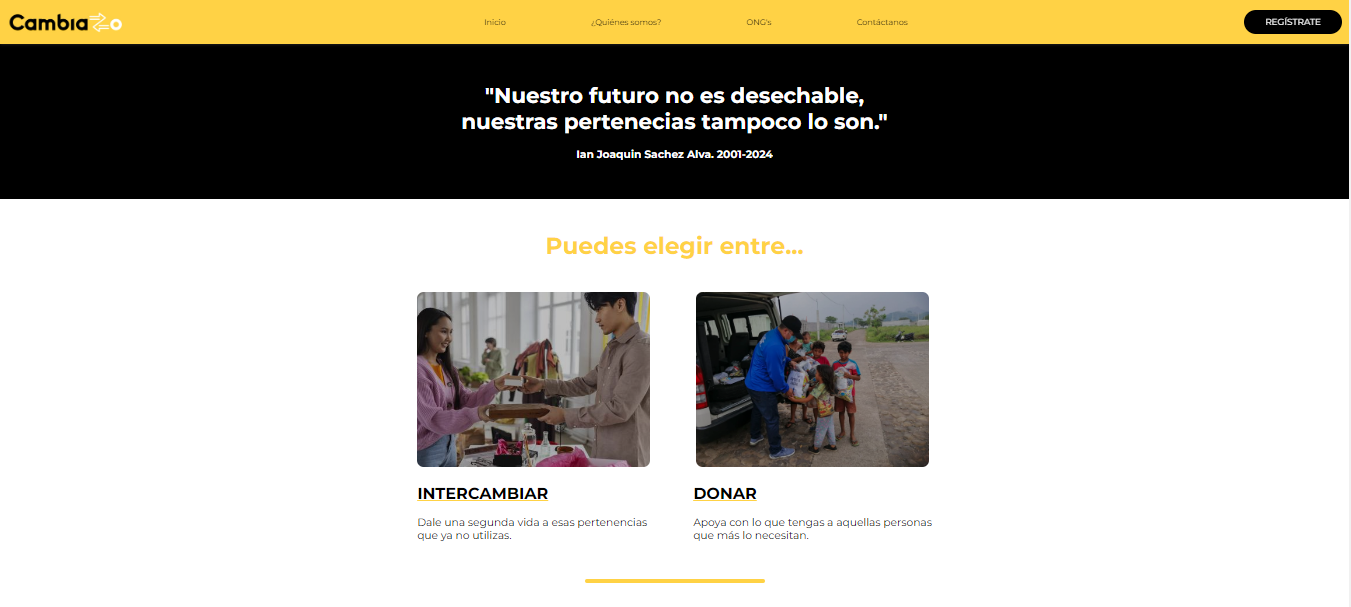 Cambiazo
Inicio
¿Quiénes somos?
ONG's
Contáctanos
REGÍSTRATE
"Nuestro futuro no es desechable,
nuestras pertenecias tampoco lo son."
Ian Joaquin Sachez Alva. 2001-2024
Puedes elegir entre...
INTERCAMBIAR
DONAR
Dale una segunda vida a esas pertenencias
que ya no utilizas.
Apoya con lo que tengas a aquellas personas
que más lo necesitan.